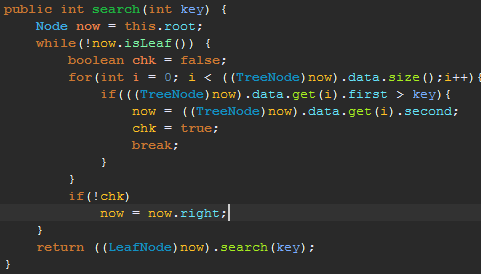 public int search(int key) {
    Node now = this.root;
    while(!now.isLeaf()) {
        boolean chk = false;
        for(int i = 0; i < ((TreeNode)now).data.size();i++){
            if(((TreeNode)now).data.get(i).first > key){
                now = ((TreeNode)now).data.get(i).second;
                chk = true;
                break;
            }
        }
        if(!chk)
            now = now.right;
    }
    return ((LeafNode)now).search(key);
}